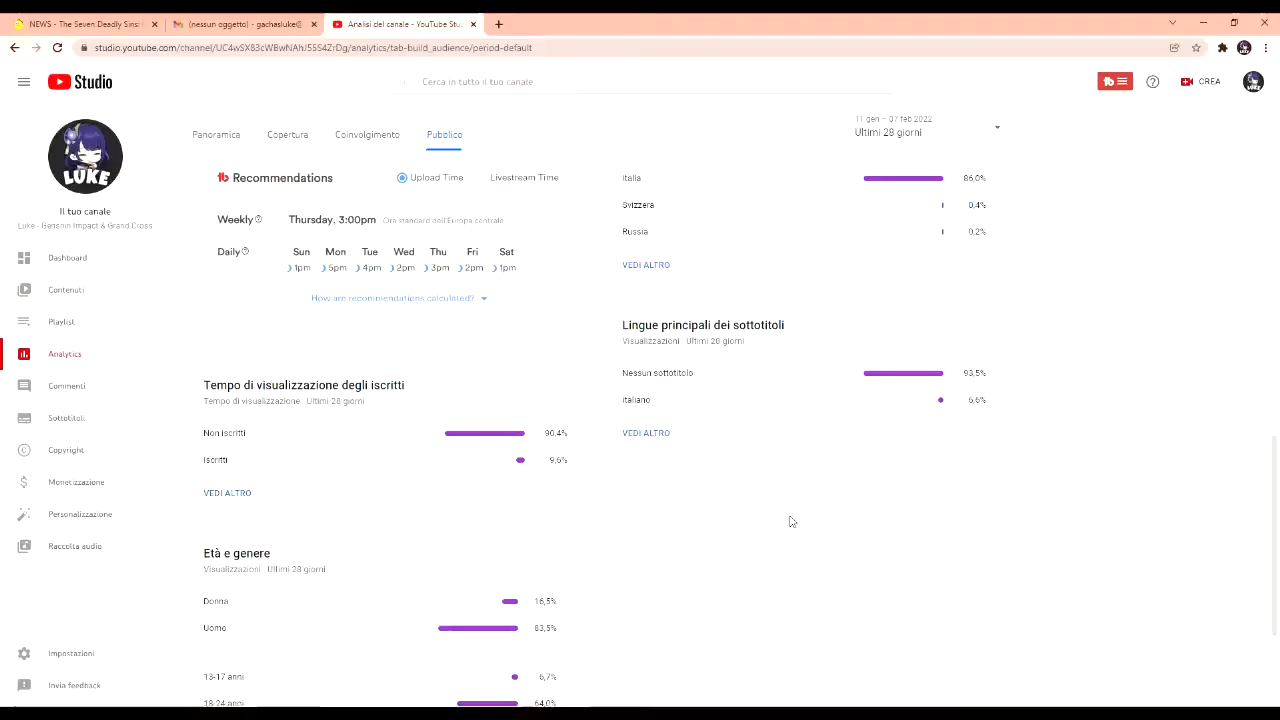 NEWS - The Seven Deadly Sins:
(nessun oggetto) - gachasluke@
Analisi del canale - YouTube Stu
studio.youtube.com/channel/UC4wSX83cWBwNAhJ55S4ZrDg/analytics/tab-build_audience/period-default
Studio
Cerca in tutto il tuo canale
CREA
LUKE
Il tuo canale
Luke - Genshin Impact & Grand Cross
Dashboard
Contenuti
Playlist
Analytics
Commenti
Sottotitoli
Copyright
Monetizzazione
Personalizzazione
Raccolta audio
Impostazioni
Invia feedback
Panoramica Copertura Coinvolgimento Pubblico
11 gen – 07 feb 2022
Ultimi 28 giorni
Recommendations Upload Time Livestream Time
Weekly Thursday, 3:00pm Ora standard dell'Europa centrale
Daily Sun Mon Tue Wed Thu Fri Sat
1pm 5pm 4pm 2pm 3pm 2pm 1pm
How are recommendations calculated?
Tempo di visualizzazione degli iscritti
Tempo di visualizzazione · Ultimi 28 giorni
Non iscritti 90,4%
Iscritti 9,6%
VEDI ALTRO
Età e genere
Visualizzazioni · Ultimi 28 giorni
Donna 16,5%
Uomo 83,5%
13-17 anni 6,7%
18-24 anni 64,0%
Italia 86,0%
Svizzera 0,4%
Russia 0,2%
VEDI ALTRO
Lingue principali dei sottotitoli
Visualizzazioni · Ultimi 28 giorni
Nessun sottotitolo 93,5%
italiano 6,6%
VEDI ALTRO